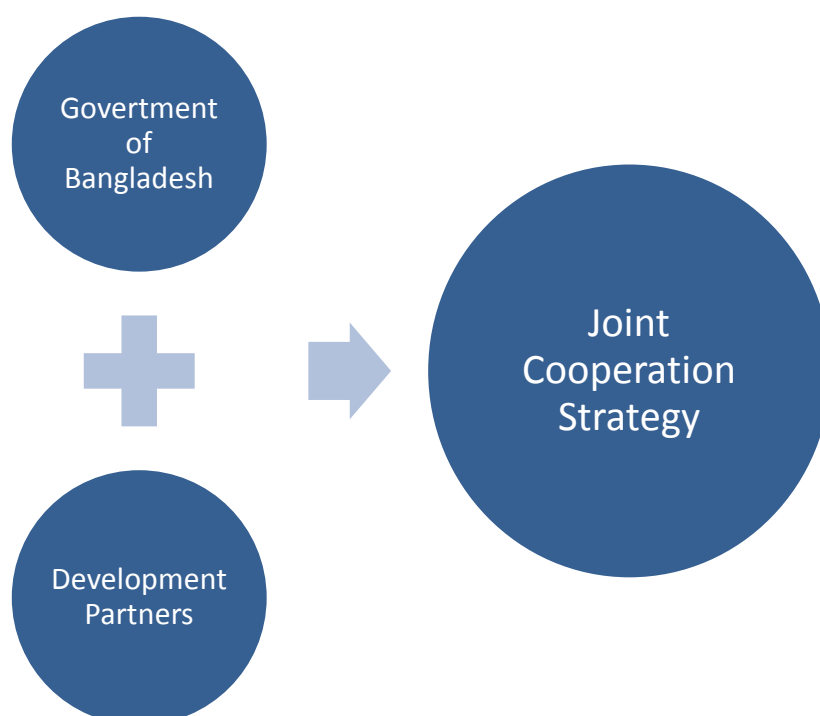 Govertment
of
Bangladesh
Joint
Cooperation
Strategy
Development
Partners